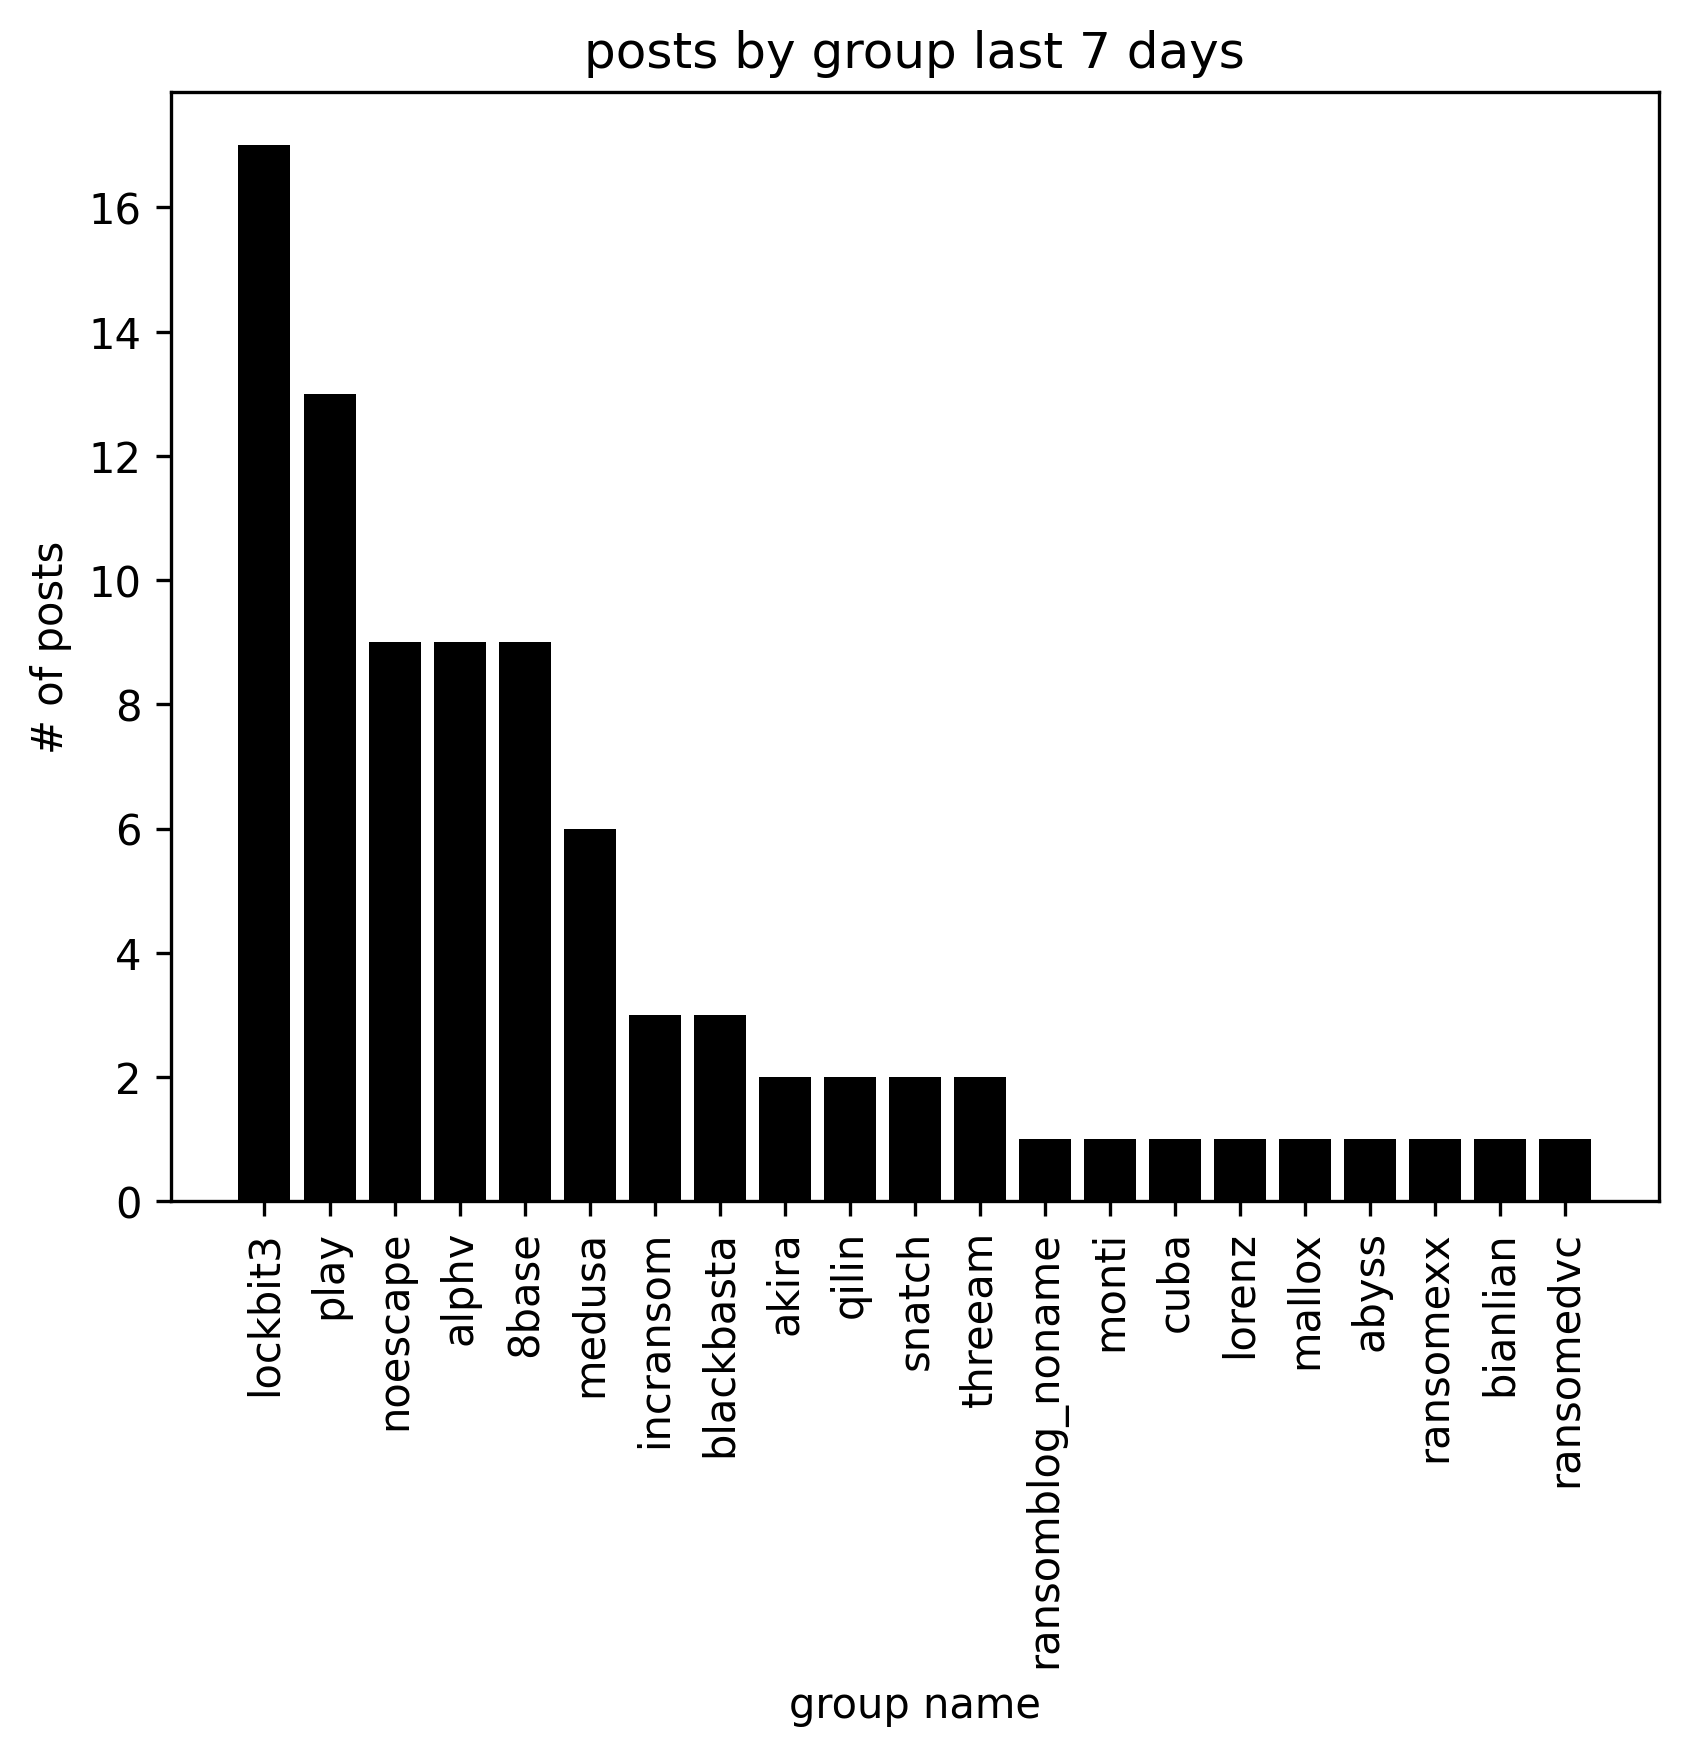 posts by group last 7 days
# of posts
16
14
12
10
8
6
4
2
0
lockbit3
play
noescape
alphv
8base
medusa
incransom
blackbasta
akira
qilin
snatch
threeam
ransomblog_noname
monti
cuba
lorenz
mallox
abyss
ransomexx
bianlian
ransomedvc
group name